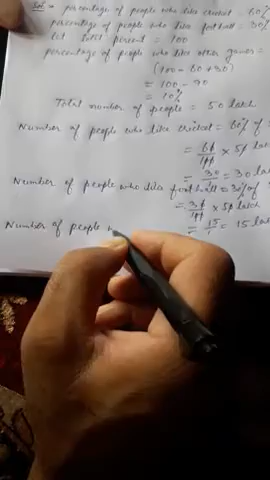 Sol: percentage of people who like cricket = 60%
percentage of people who like football = 30%
let total percent = 100
percentage of people who like other games =
(100 - 60 + 30)
= 100 - 90
= 10%
Total number of people = 50 lakh
Number of people who like cricket = 60% of 5
= 60/100 × 50 lakh
= 30 = 30 lak
Number of people who like football = 30% of
= 30/100 × 50 lakh
= 15 = 15 lak
Number of people